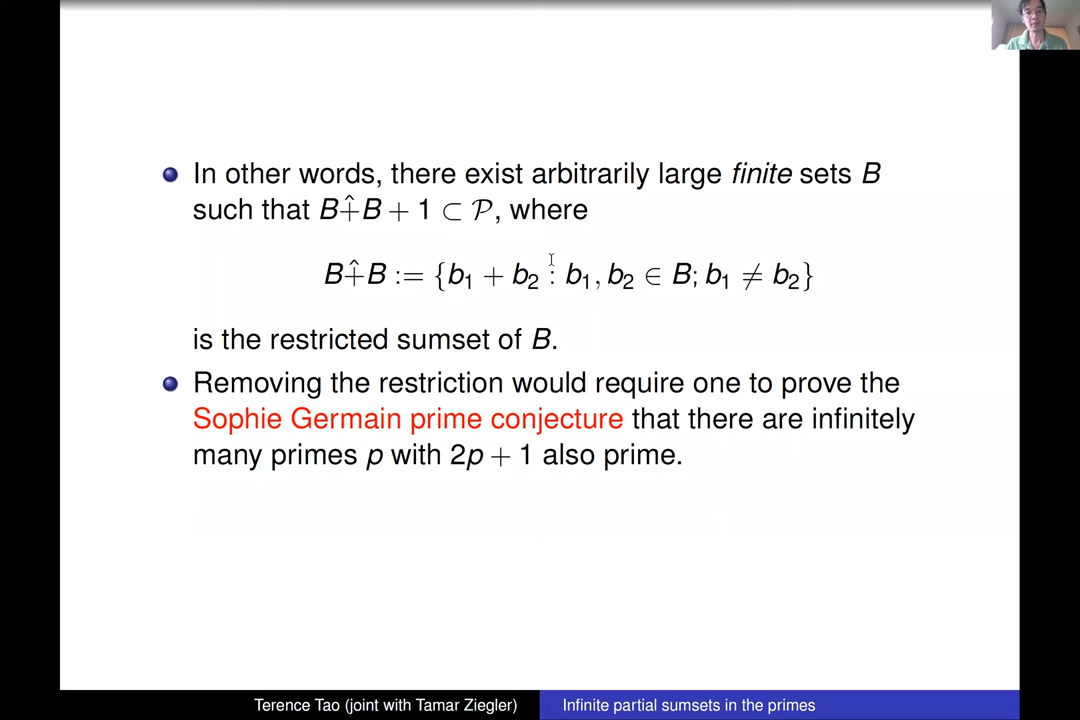 In other words, there exist arbitrarily large finite sets B
such that B+̂B + 1 ⊂ 𝒫, where
B+̂B := {b₁ + b₂ : b₁, b₂ ∈ B; b₁ ≠ b₂}
is the restricted sumset of B.
Removing the restriction would require one to prove the
Sophie Germain prime conjecture that there are infinitely
many primes p with 2p + 1 also prime.
Terence Tao (joint with Tamar Ziegler)
Infinite partial sumsets in the primes